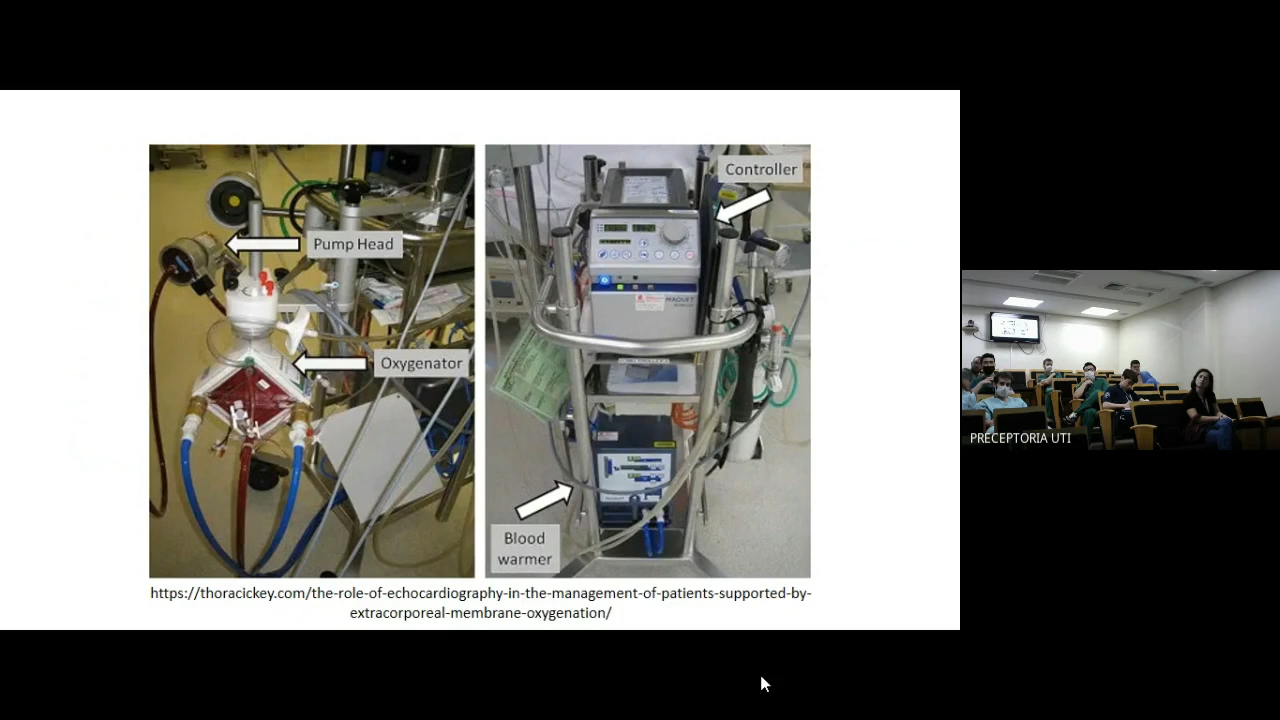 Controller
Pump Head
Oxygenator
MAQUET
Blood
warmer
https://thoracickey.com/the-role-of-echocardiography-in-the-management-of-patients-supported-by-
extracorporeal-membrane-oxygenation/
PRECEPTORIA UTI